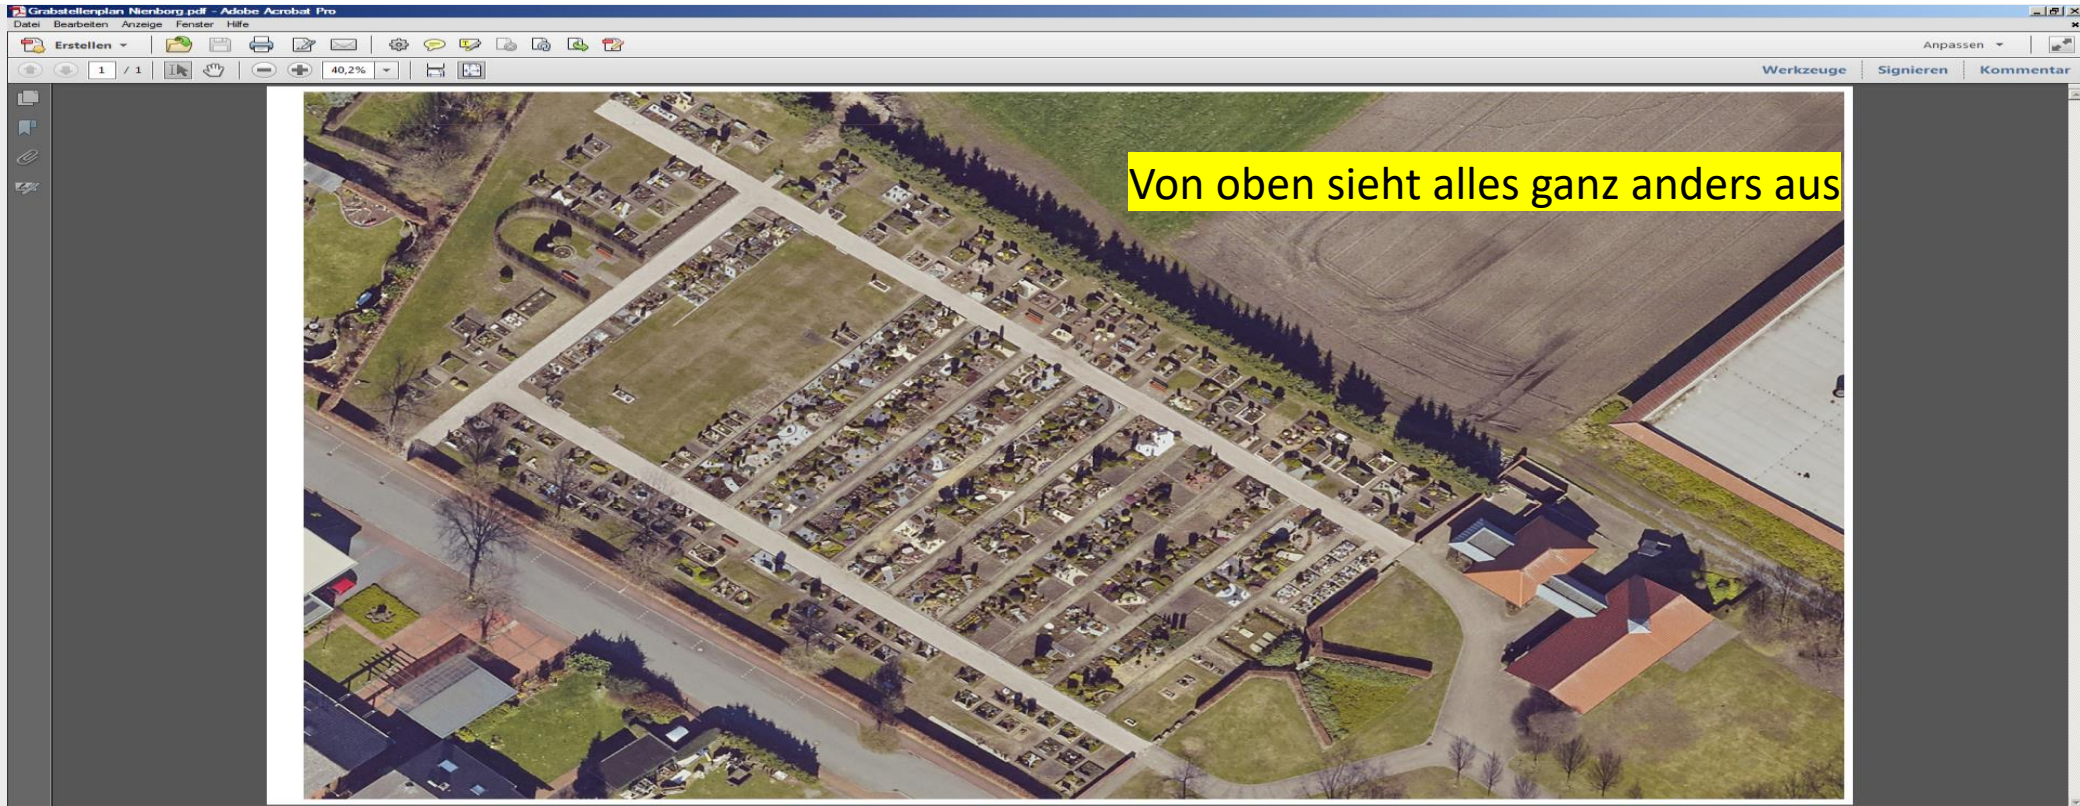 Grabstellenplan Nienborg.pdf - Adobe Acrobat Pro
Datei Bearbeiten Anzeige Fenster Hilfe
Erstellen
Anpassen
1 / 1 40,2%
Werkzeuge Signieren Kommentar
Von oben sieht alles ganz anders aus